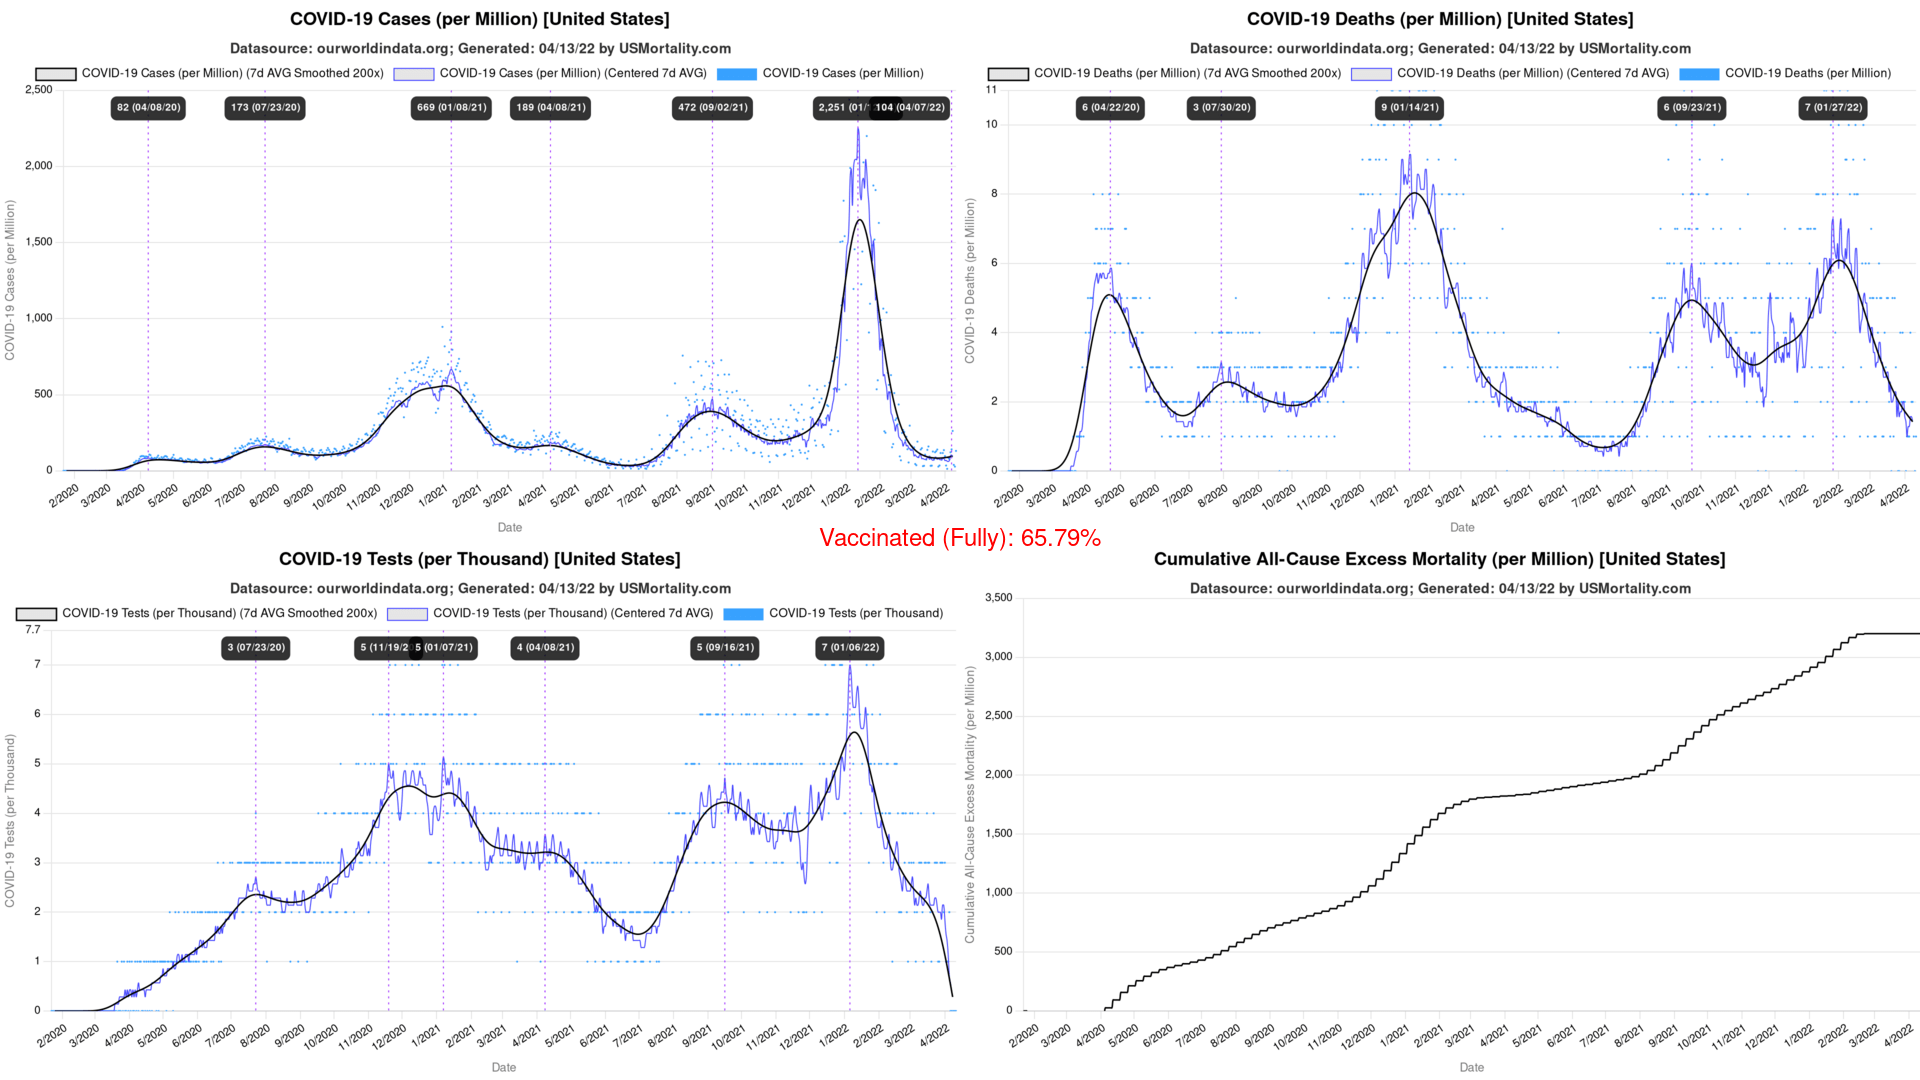 COVID-19 Cases (per Million) [United States]
Datasource: ourworldindata.org; Generated: 04/13/22 by USMortality.com
COVID-19 Cases (per Million) (7d AVG Smoothed 200x) COVID-19 Cases (per Million) (Centered 7d AVG) COVID-19 Cases (per Million)
82 (04/08/20) 173 (07/23/20) 669 (01/08/21) 189 (04/08/21) 472 (09/02/21) 2,251 (01/ 104 (04/07/22)
2,500
2,000
1,500
1,000
500
0
COVID-19 Cases (per Million)
2/2020 3/2020 4/2020 5/2020 6/2020 7/2020 8/2020 9/2020 10/2020 11/2020 12/2020 1/2021 2/2021 3/2021 4/2021 5/2021 6/2021 7/2021 8/2021 9/2021 10/2021 11/2021 12/2021 1/2022 2/2022 3/2022 4/2022
Date
COVID-19 Deaths (per Million) [United States]
Datasource: ourworldindata.org; Generated: 04/13/22 by USMortality.com
COVID-19 Deaths (per Million) (7d AVG Smoothed 200x) COVID-19 Deaths (per Million) (Centered 7d AVG) COVID-19 Deaths (per Million)
6 (04/22/20) 3 (07/30/20) 9 (01/14/21) 6 (09/23/21) 7 (01/27/22)
11
10
8
6
4
2
0
COVID-19 Deaths (per Million)
2/2020 3/2020 4/2020 5/2020 6/2020 7/2020 8/2020 9/2020 10/2020 11/2020 12/2020 1/2021 2/2021 3/2021 4/2021 5/2021 6/2021 7/2021 8/2021 9/2021 10/2021 11/2021 12/2021 1/2022 2/2022 3/2022 4/2022
Date
Vaccinated (Fully): 65.79%
COVID-19 Tests (per Thousand) [United States]
Datasource: ourworldindata.org; Generated: 04/13/22 by USMortality.com
COVID-19 Tests (per Thousand) (7d AVG Smoothed 200x) COVID-19 Tests (per Thousand) (Centered 7d AVG) COVID-19 Tests (per Thousand)
3 (07/23/20) 5 (11/19/2 5 (01/07/21) 4 (04/08/21) 5 (09/16/21) 7 (01/06/22)
7.7
7
6
5
4
3
2
1
0
COVID-19 Tests (per Thousand)
2/2020 3/2020 4/2020 5/2020 6/2020 7/2020 8/2020 9/2020 10/2020 11/2020 12/2020 1/2021 2/2021 3/2021 4/2021 5/2021 6/2021 7/2021 8/2021 9/2021 10/2021 11/2021 12/2021 1/2022 2/2022 3/2022 4/2022
Date
Cumulative All-Cause Excess Mortality (per Million) [United States]
Datasource: ourworldindata.org; Generated: 04/13/22 by USMortality.com
3,500
3,000
2,500
2,000
1,500
1,000
500
0
Cumulative All-Cause Excess Mortality (per Million)
2/2020 3/2020 4/2020 5/2020 6/2020 7/2020 8/2020 9/2020 10/2020 11/2020 12/2020 1/2021 2/2021 3/2021 4/2021 5/2021 6/2021 7/2021 8/2021 9/2021 10/2021 11/2021 12/2021 1/2022 2/2022 3/2022 4/2022
Date